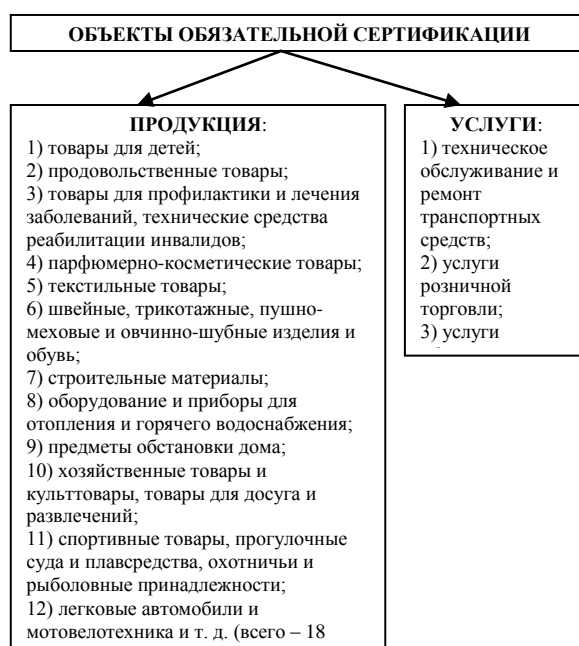 ОБЪЕКТЫ ОБЯЗАТЕЛЬНОЙ СЕРТИФИКАЦИИ
ПРОДУКЦИЯ:
1) товары для детей;
2) продовольственные товары;
3) товары для профилактики и лечения
заболеваний, технические средства
реабилитации инвалидов;
4) парфюмерно-косметические товары;
5) текстильные товары;
6) швейные, трикотажные, пушно-
меховые и овчинно-шубные изделия и
обувь;
7) строительные материалы;
8) оборудование и приборы для
отопления и горячего водоснабжения;
9) предметы обстановки дома;
10) хозяйственные товары и
культтовары, товары для досуга и
развлечений;
11) спортивные товары, прогулочные
суда и плавсредства, охотничьи и
рыболовные принадлежности;
12) легковые автомобили и
мотовелотехника и т. д. (всего – 18
УСЛУГИ:
1) техническое
обслуживание и
ремонт
транспортных
средств;
2) услуги
розничной
торговли;
3) услуги